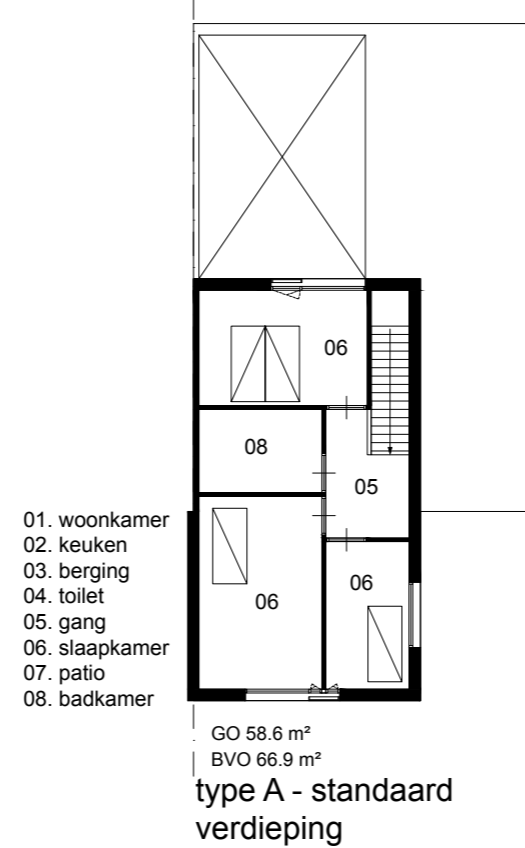 06
08
05
01. woonkamer
02. keuken
03. berging
04. toilet
05. gang
06. slaapkamer
07. patio
08. badkamer
06
06
GO 58.6 m²
BVO 66.9 m²
type A - standaard
verdieping